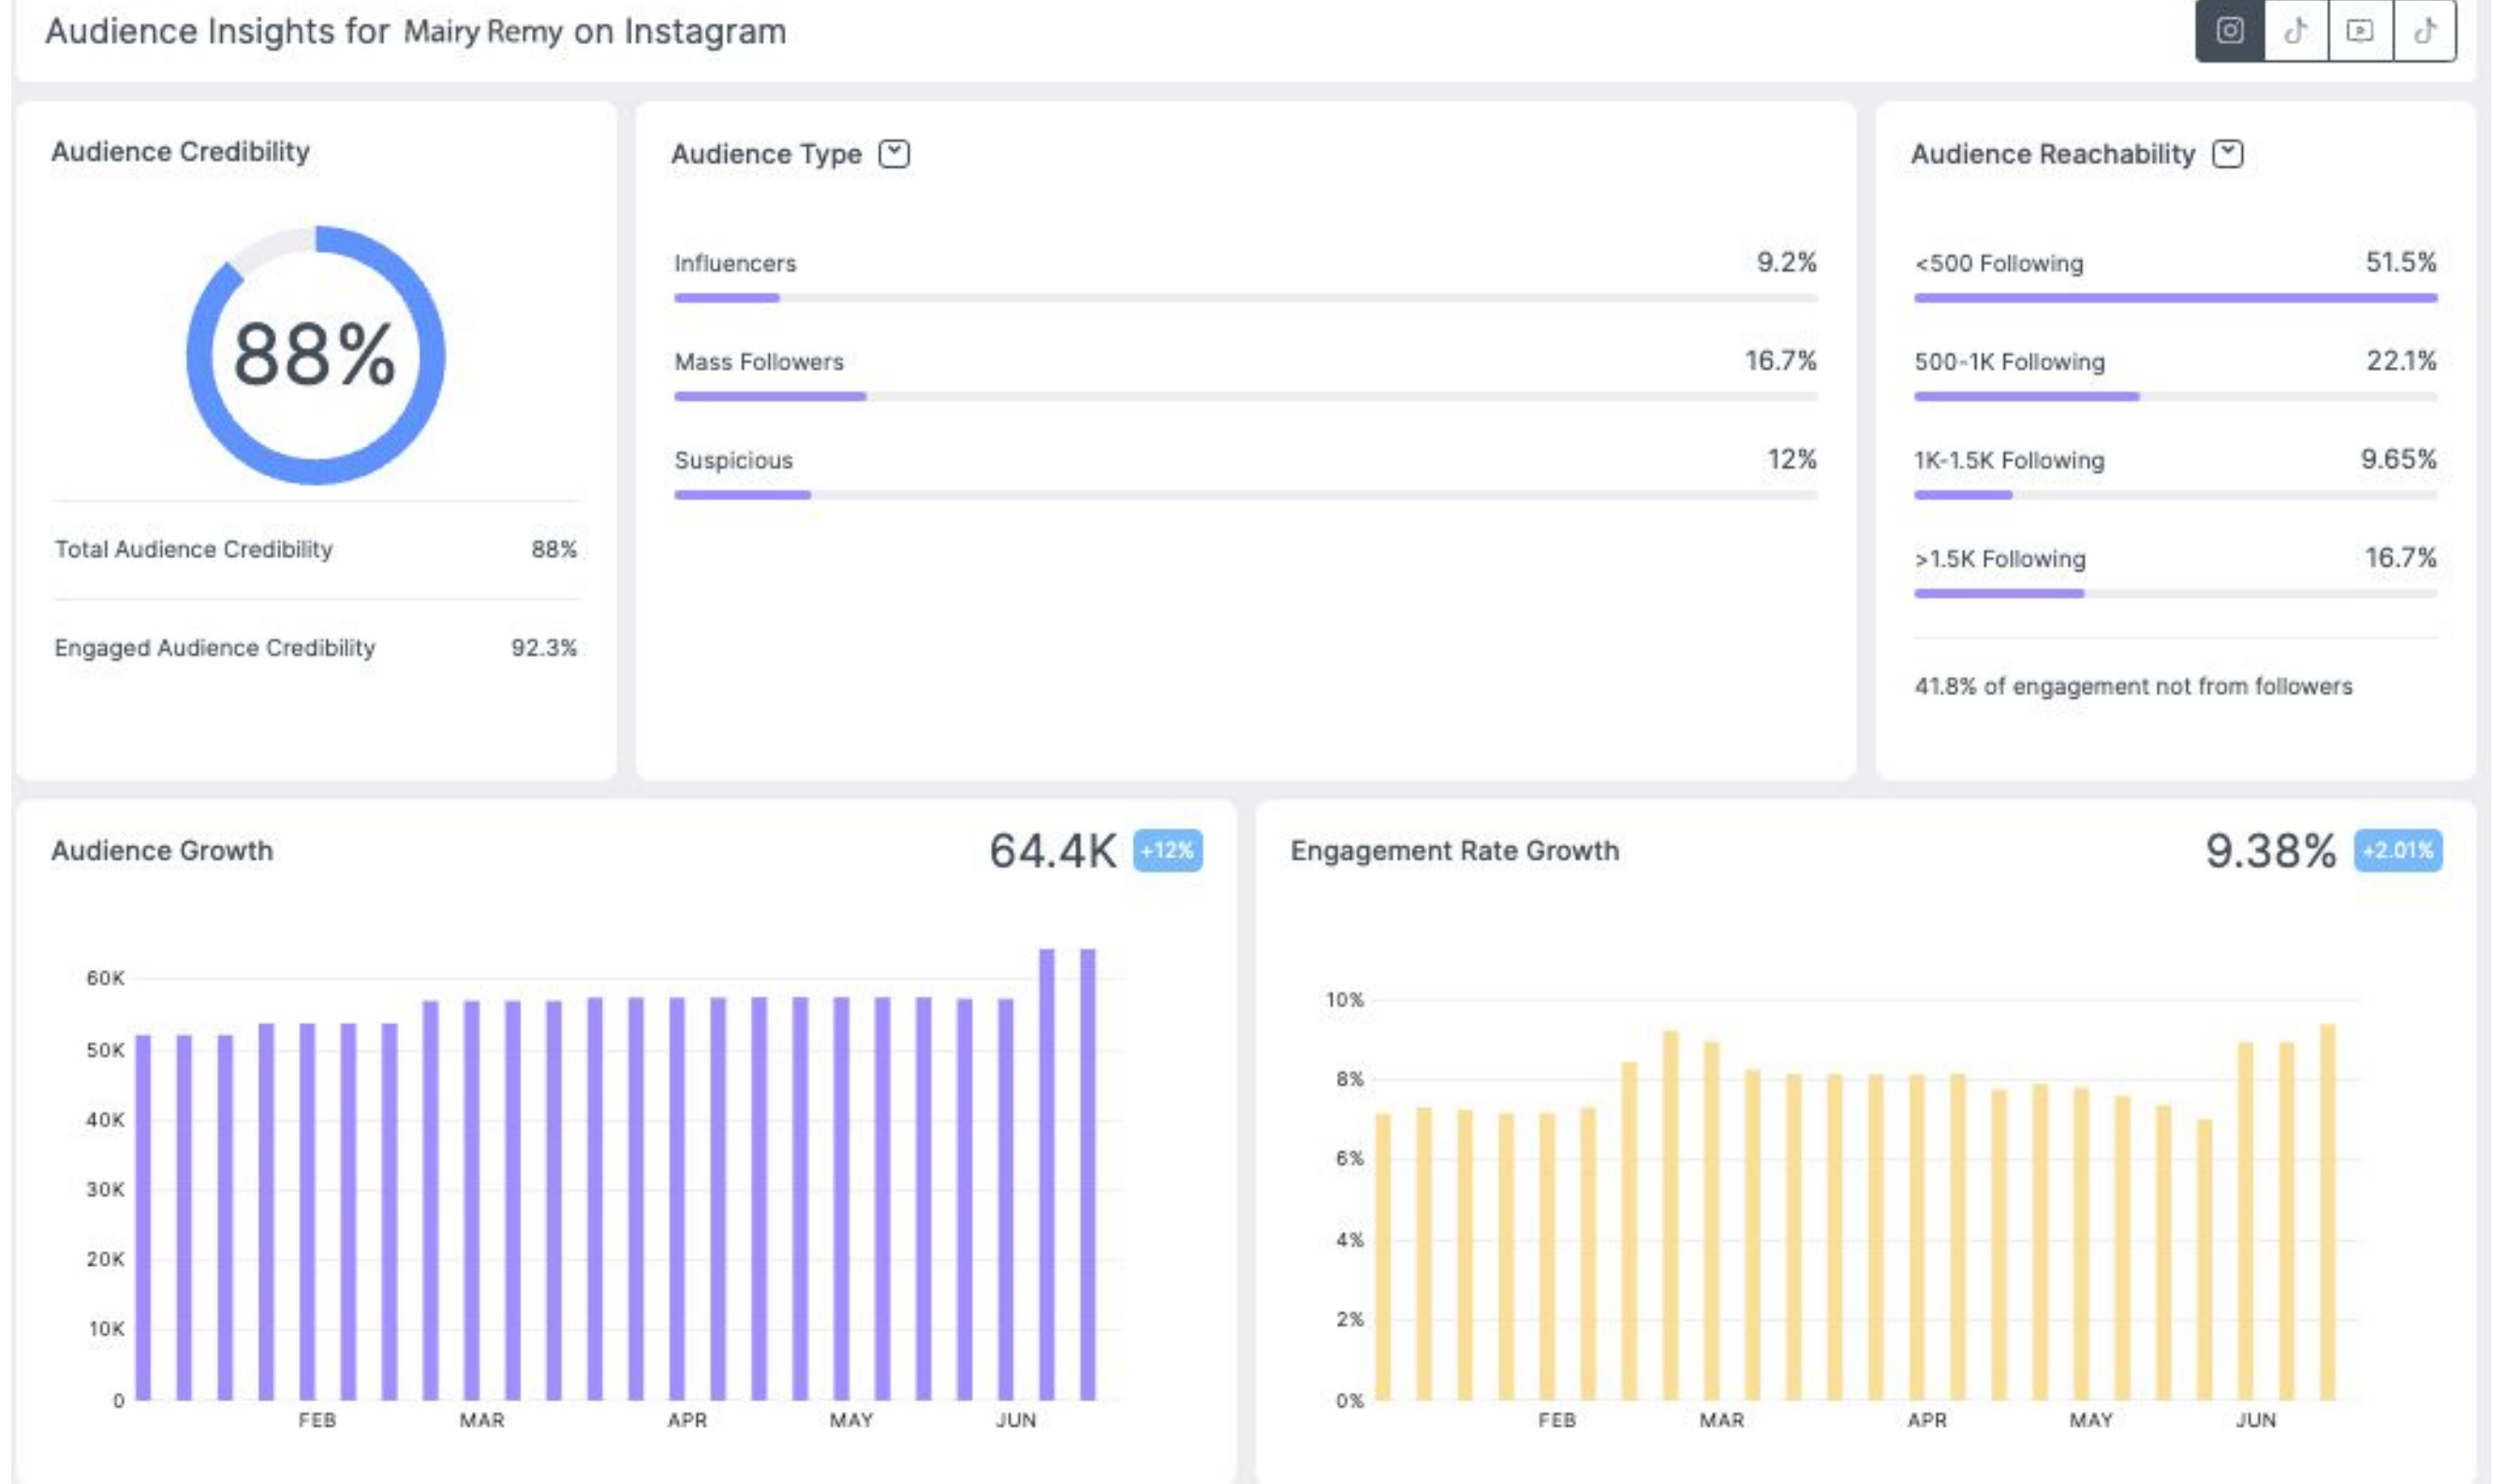 Audience Insights for Mairy Remy on Instagram
Audience Credibility
88%
Total Audience Credibility 88%
Engaged Audience Credibility 92.3%
Audience Type
Influencers 9.2%
Mass Followers 16.7%
Suspicious 12%
Audience Reachability
<500 Following 51.5%
500-1K Following 22.1%
1K-1.5K Following 9.65%
>1.5K Following 16.7%
41.8% of engagement not from followers
Audience Growth 64.4K +12%
60K
50K
40K
30K
20K
10K
0
FEB MAR APR MAY JUN
Engagement Rate Growth 9.38% +2.01%
10%
8%
6%
4%
2%
0%
FEB MAR APR MAY JUN